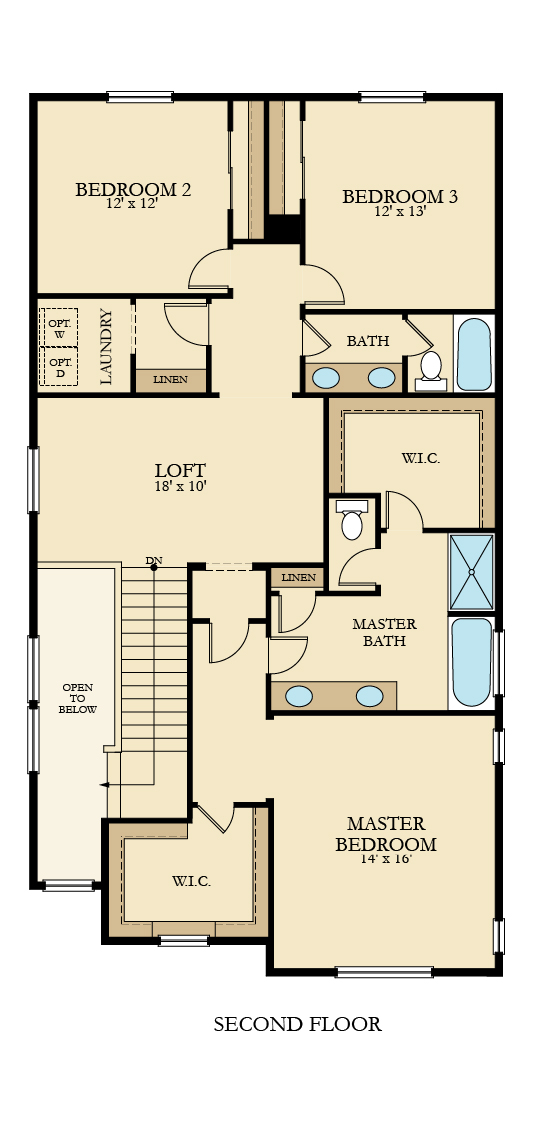 BEDROOM 2
12' x 12'
BEDROOM 3
12' x 13'
OPT.
W
OPT.
D
LAUNDRY
LINEN
BATH
LOFT
18' x 10'
W.I.C.
DN
LINEN
MASTER
BATH
OPEN
TO
BELOW
MASTER
BEDROOM
14' x 16'
W.I.C.
SECOND FLOOR